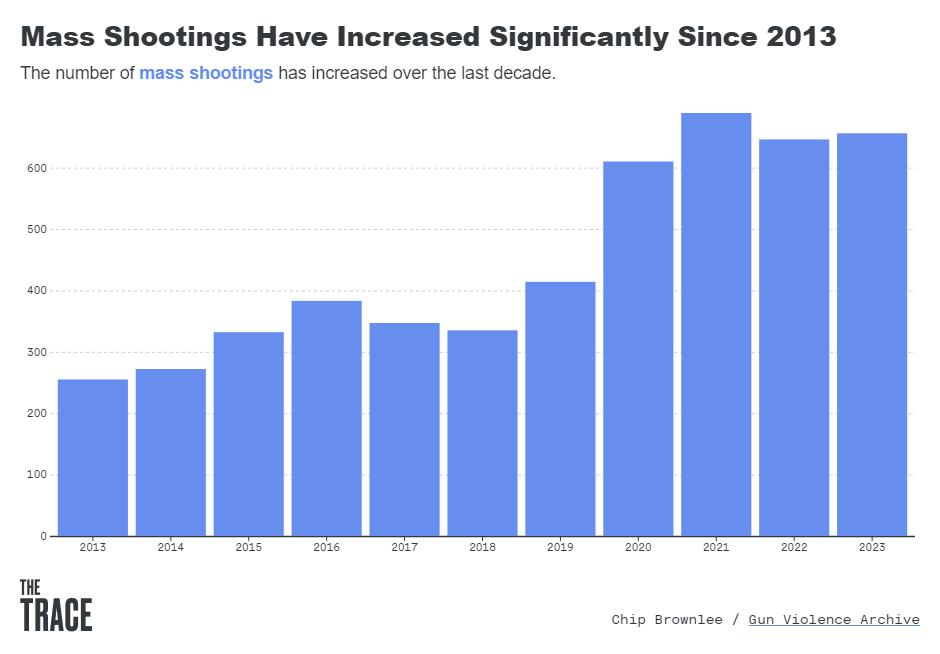 Mass Shootings Have Increased Significantly Since 2013
The number of mass shootings has increased over the last decade.
600
500
400
300
200
100
0
2013 2014 2015 2016 2017 2018 2019 2020 2021 2022 2023
THE
TRACE
Chip Brownlee / Gun Violence Archive